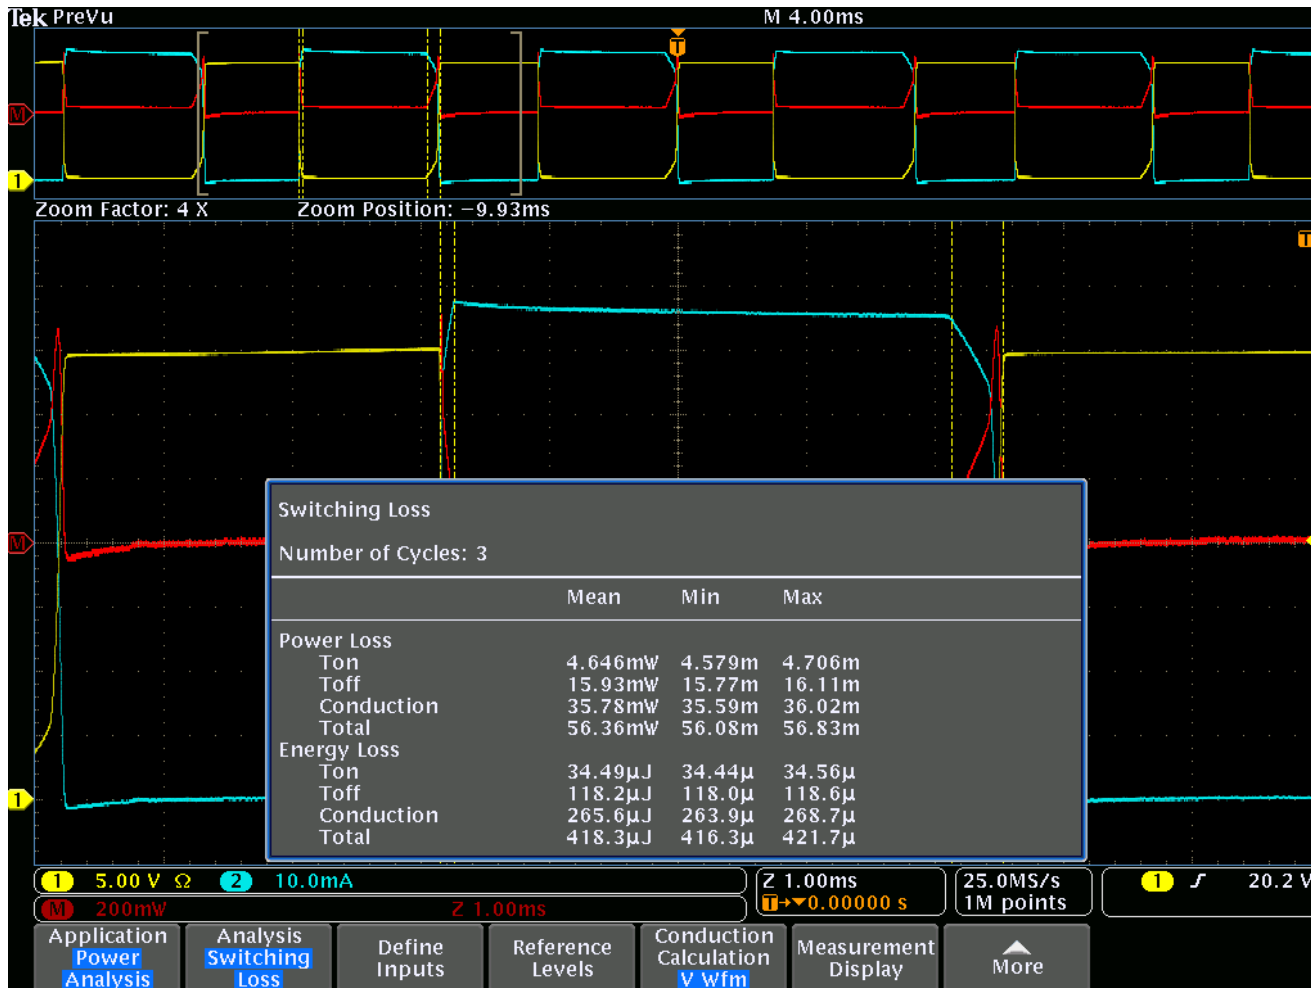 Tek PreVu M 4.00ms
T
M
1
Zoom Factor: 4 X Zoom Position: −9.93ms
T
M
Switching Loss
Number of Cycles: 3
Mean Min Max
Power Loss
Ton 4.646mW 4.579m 4.706m
Toff 15.93mW 15.77m 16.11m
Conduction 35.78mW 35.59m 36.02m
Total 56.36mW 56.08m 56.83m
Energy Loss
Ton 34.49µJ 34.44µ 34.56µ
Toff 118.2µJ 118.0µ 118.6µ
Conduction 265.6µJ 263.9µ 268.7µ
Total 418.3µJ 416.3µ 421.7µ
1
1 5.00 V Ω 2 10.0mA Z 1.00ms 25.0MS/s 1 20.2 V
M 200mW Z 1.00ms T→▼0.00000 s 1M points
Application Power Analysis
Analysis Switching Loss
Define Inputs
Reference Levels
Conduction Calculation V Wfm
Measurement Display
More